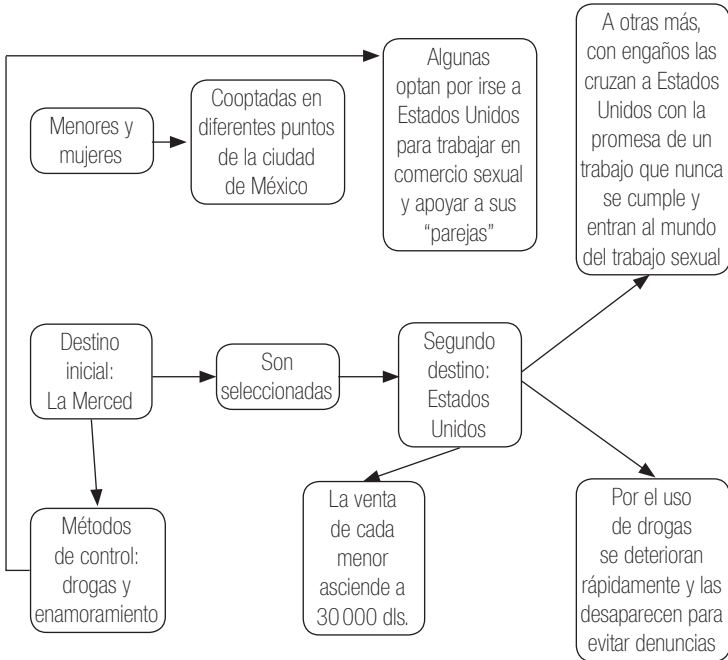 Menores y
mujeres
Cooptadas en
diferentes puntos
de la ciudad
de México
Algunas
optan por irse a
Estados Unidos
para trabajar en
comercio sexual
y apoyar a sus
“parejas”
A otras más,
con engaños las
cruzan a Estados
Unidos con la
promesa de un
trabajo que nunca
se cumple y
entran al mundo
del trabajo sexual
Destino
inicial:
La Merced
Son
seleccionadas
Segundo
destino:
Estados
Unidos
Métodos
de control:
drogas y
enamoramiento
La venta
de cada
menor
asciende a
30 000 dls.
Por el uso
de drogas
se deterioran
rápidamente y las
desaparecen para
evitar denuncias